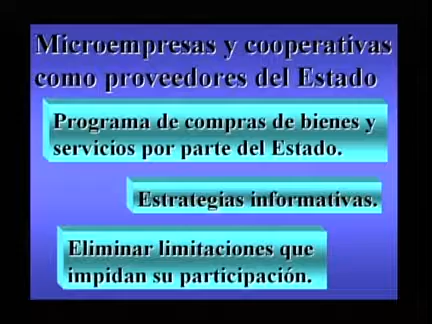 Microempresas y cooperativas
como proveedores del Estado
Programa de compras de bienes y
servicios por parte del Estado.
Estrategias informativas.
Eliminar limitaciones que
impidan su participación.